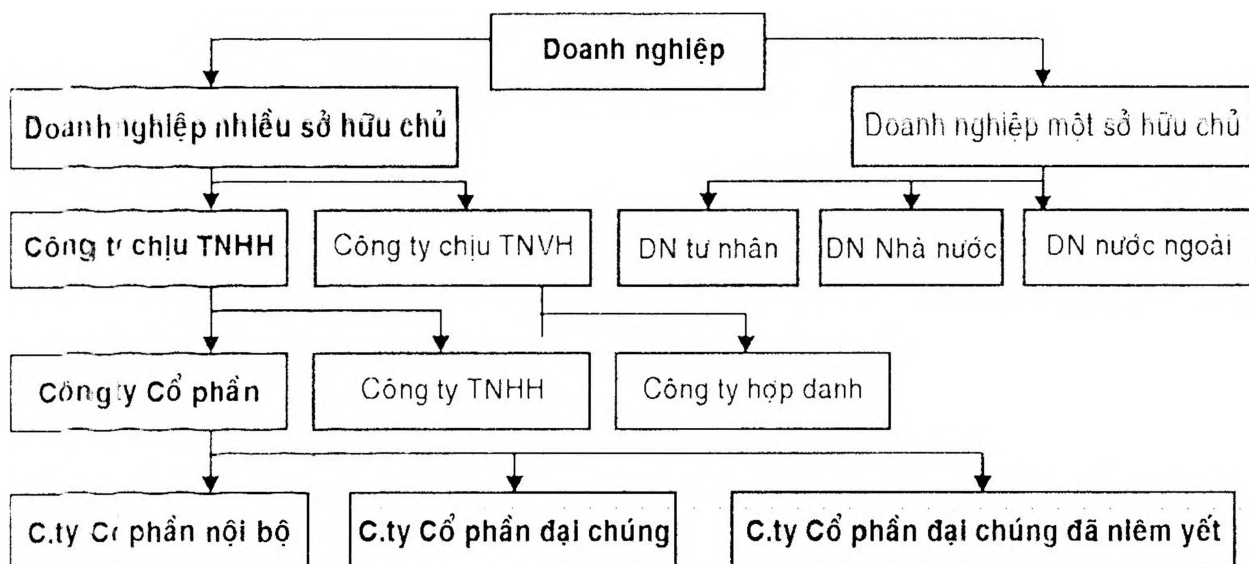 Doanh nghiệp
Doanh nghiệp nhiều sở hữu chủ
Doanh nghiệp một sở hữu chủ
Công ty chịu TNHH
Công ty chịu TNVH
DN tư nhân
DN Nhà nước
DN nước ngoài
Công ty Cổ phần
Công ty TNHH
Công ty hợp danh
C.ty Cổ phần nội bộ
C.ty Cổ phần đại chúng
C.ty Cổ phần đại chúng đã niêm yết